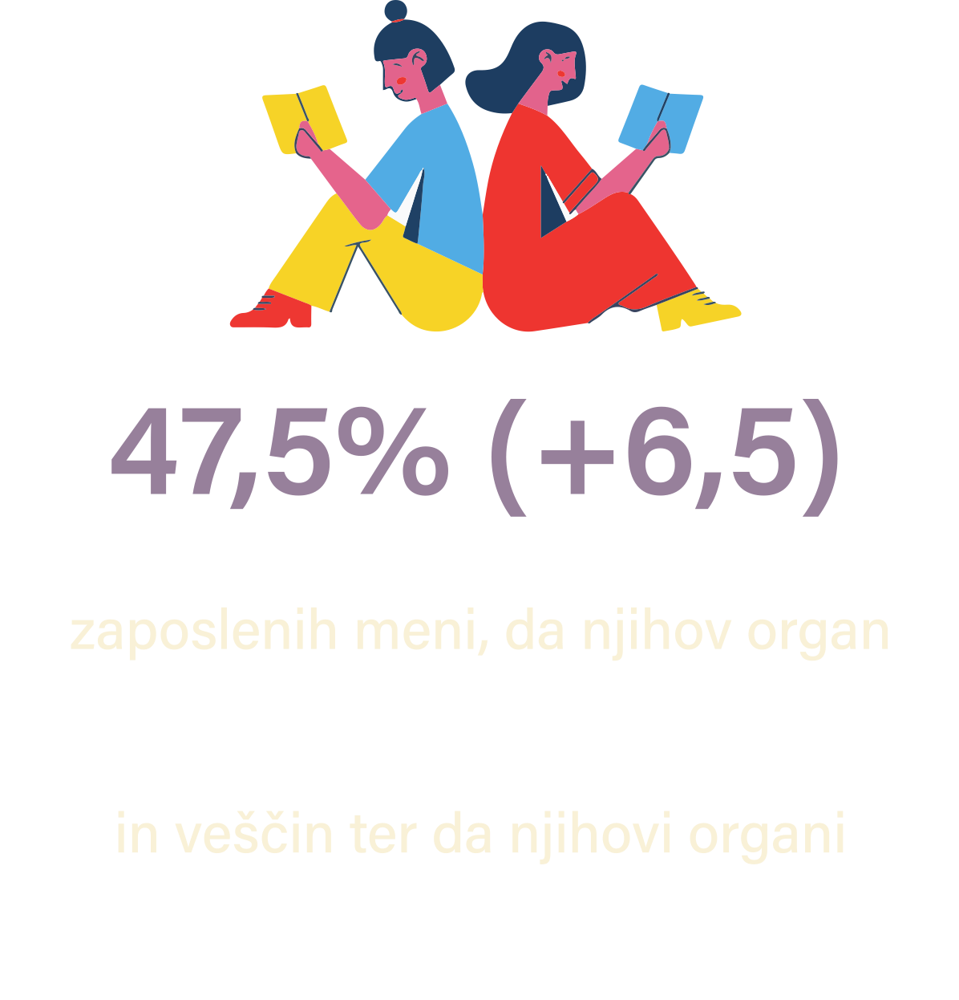 47,5% (+6,5)
zaposlenih meni, da njihov organ
in veščin ter da njihovi organi